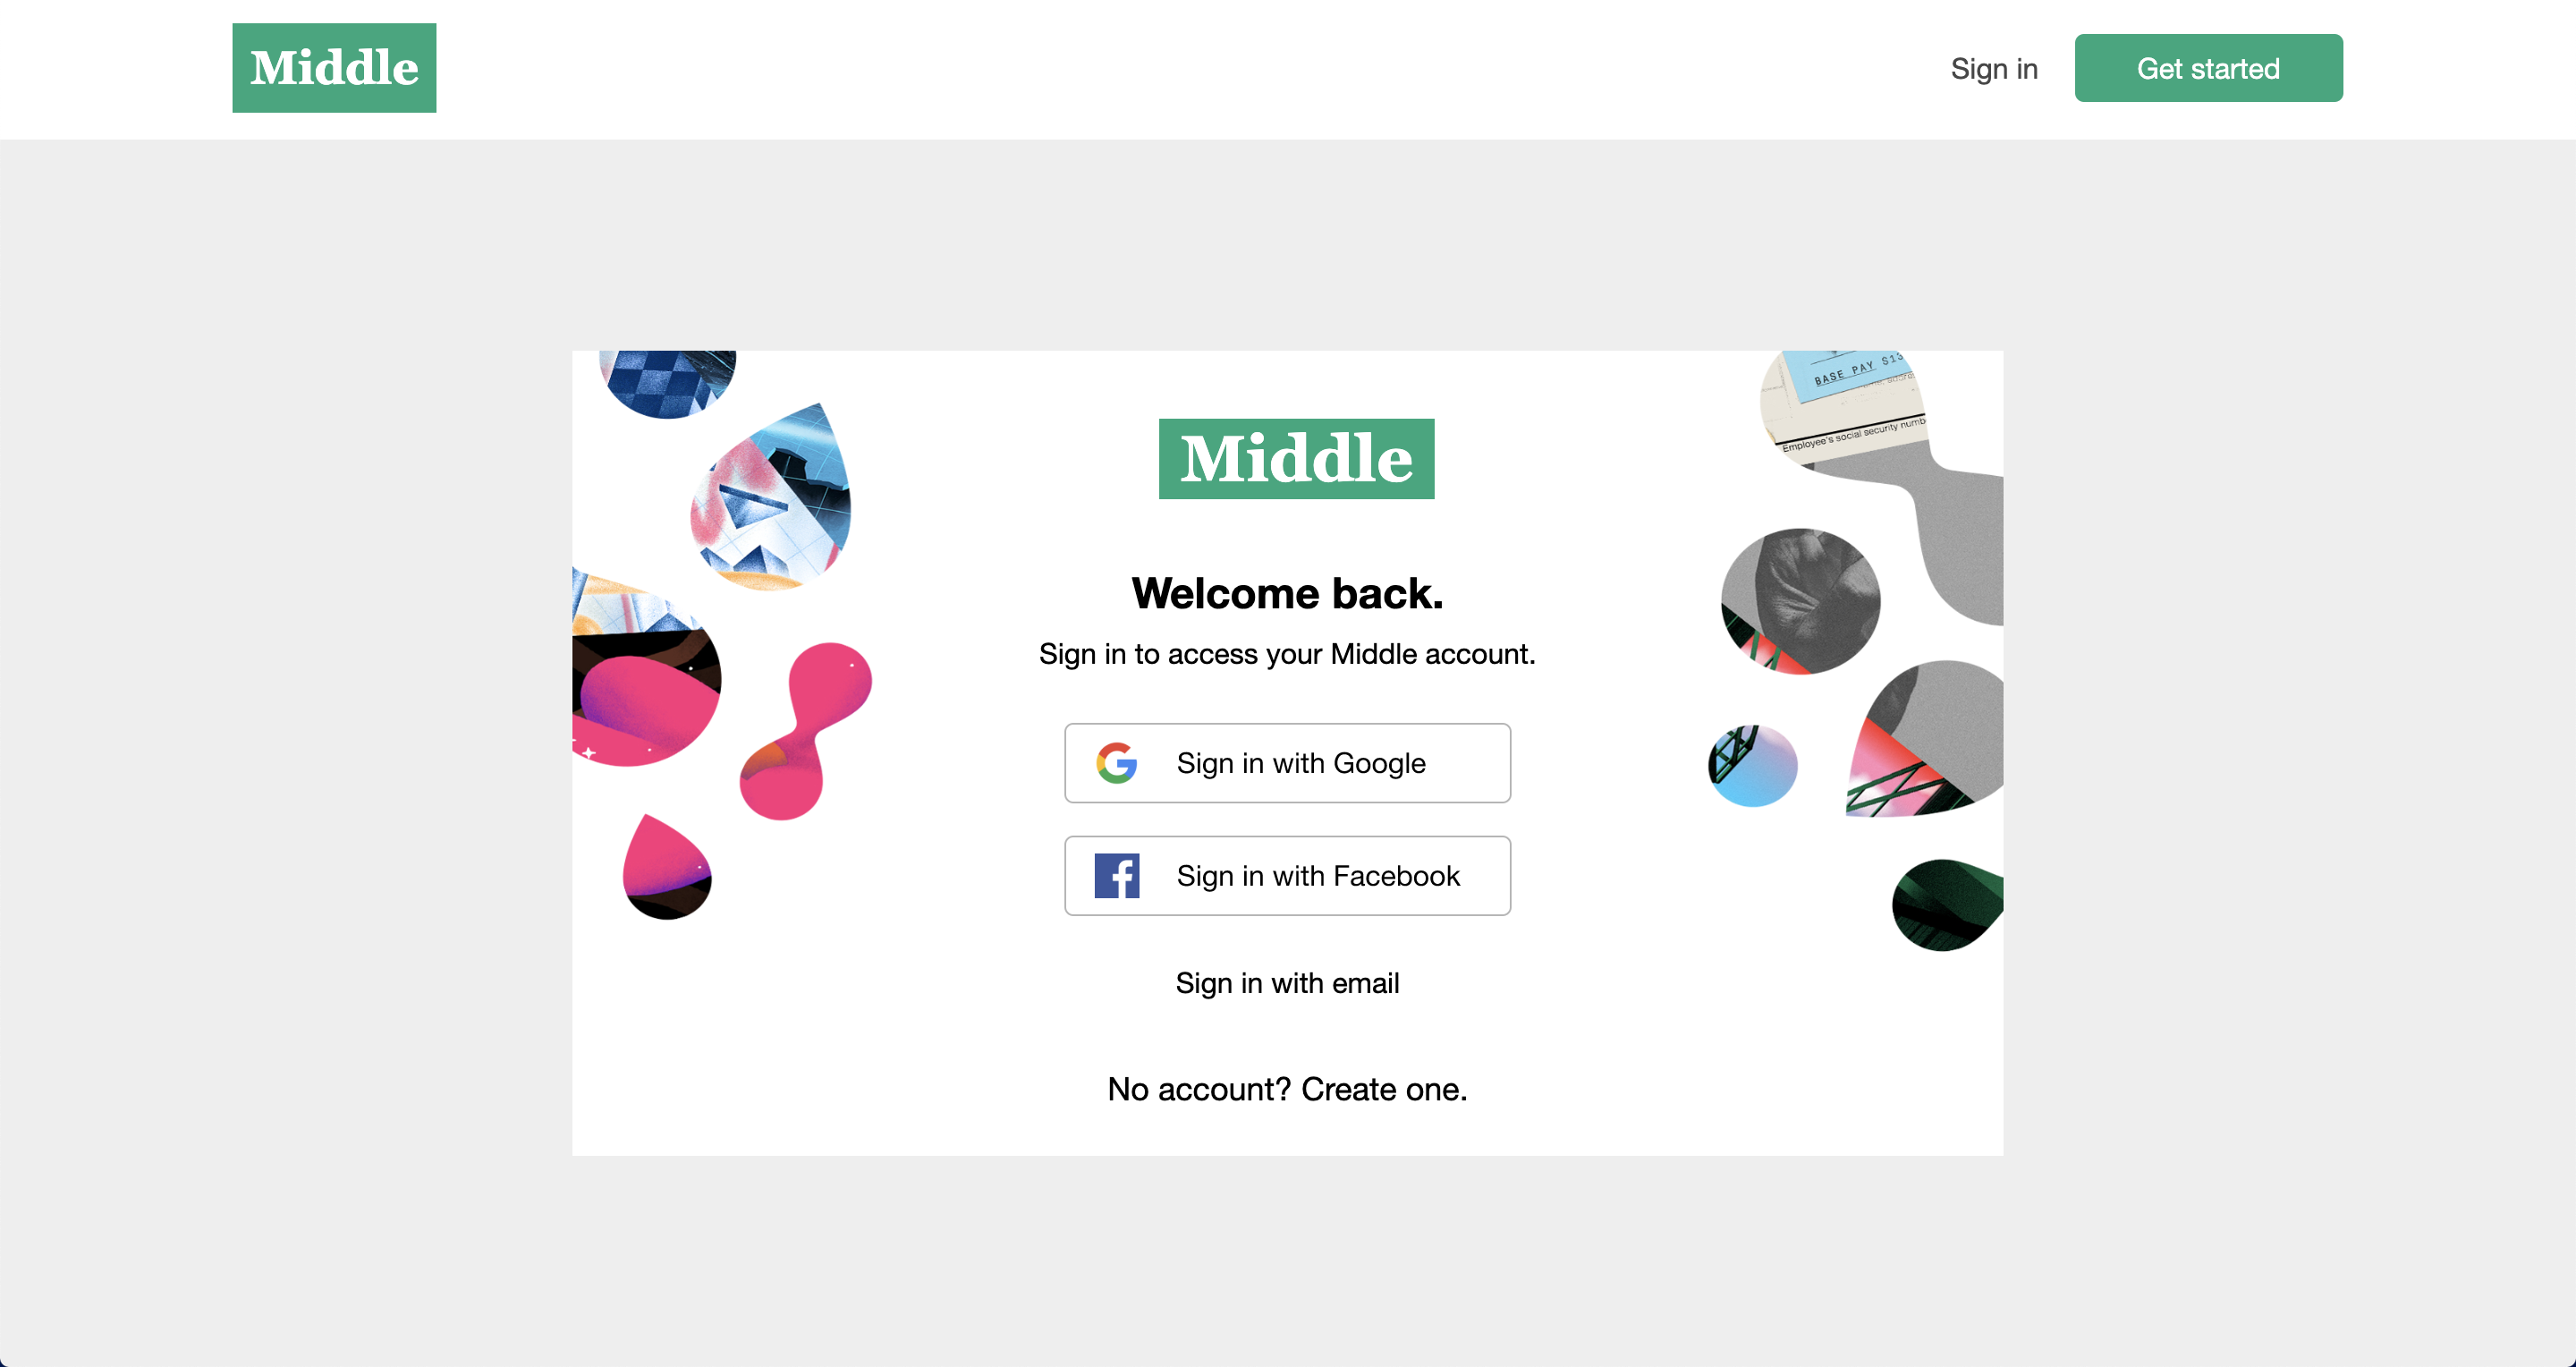 Middle
Sign in
Get started
BASE PAY $13
Employee's social security numb
Middle
Welcome back.
Sign in to access your Middle account.
Sign in with Google
Sign in with Facebook
Sign in with email
No account? Create one.